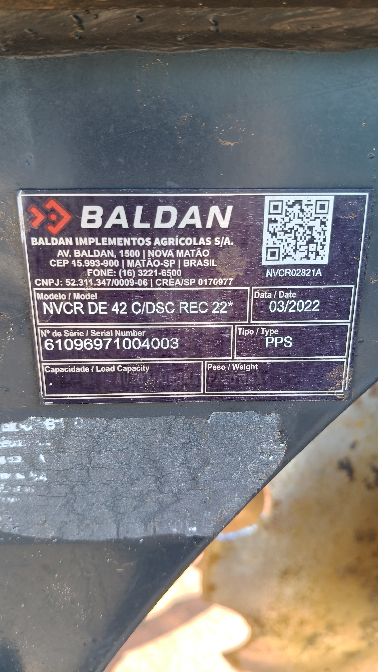 BALDAN
BALDAN IMPLEMENTOS AGRÍCOLAS S/A.
AV. BALDAN, 1500 | NOVA MATÃO
CEP 15.993-900 | MATÃO-SP | BRASIL
FONE: (16) 3221-6500
CNPJ: 52.311.347/0009-06 | CREA/SP 0176977
NVCR02821A
Modelo / Model
NVCR DE 42 C/DSC REC 22"
Data / Date
03/2022
N° de Série / Serial Number
61096971004003
Tipo / Type
PPS
Capacidade / Load Capacity
Peso / Weight